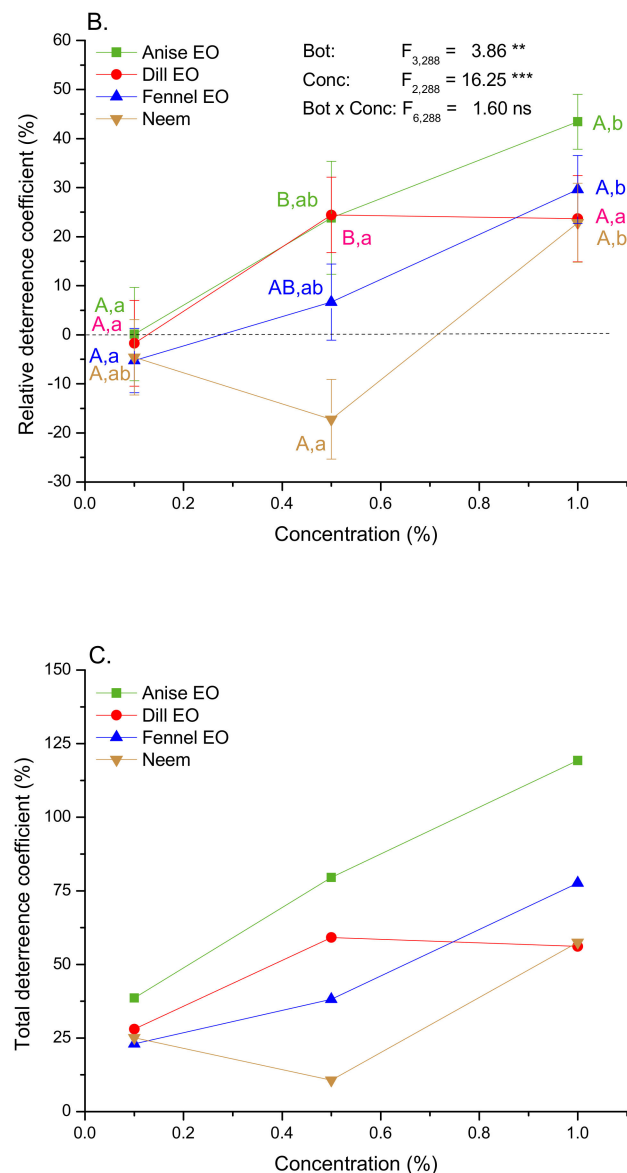 B.
60
50
40
30
20
10
0
-10
-20
-30
Relative deterreence coefficient (%)
Anise EO
Dill EO
Fennel EO
Neem
Bot: F3,288 = 3.86 **
Conc: F2,288 = 16.25 ***
Bot x Conc: F6,288 = 1.60 ns
A,b
A,b
A,a
A,b
B,ab
B,a
AB,ab
A,a
A,a
A,a
A,ab
A,a
0.0 0.2 0.4 0.6 0.8 1.0
Concentration (%)
C.
150
125
100
75
50
25
0
Total deterreence coefficient (%)
Anise EO
Dill EO
Fennel EO
Neem
0.0 0.2 0.4 0.6 0.8 1.0
Concentration (%)